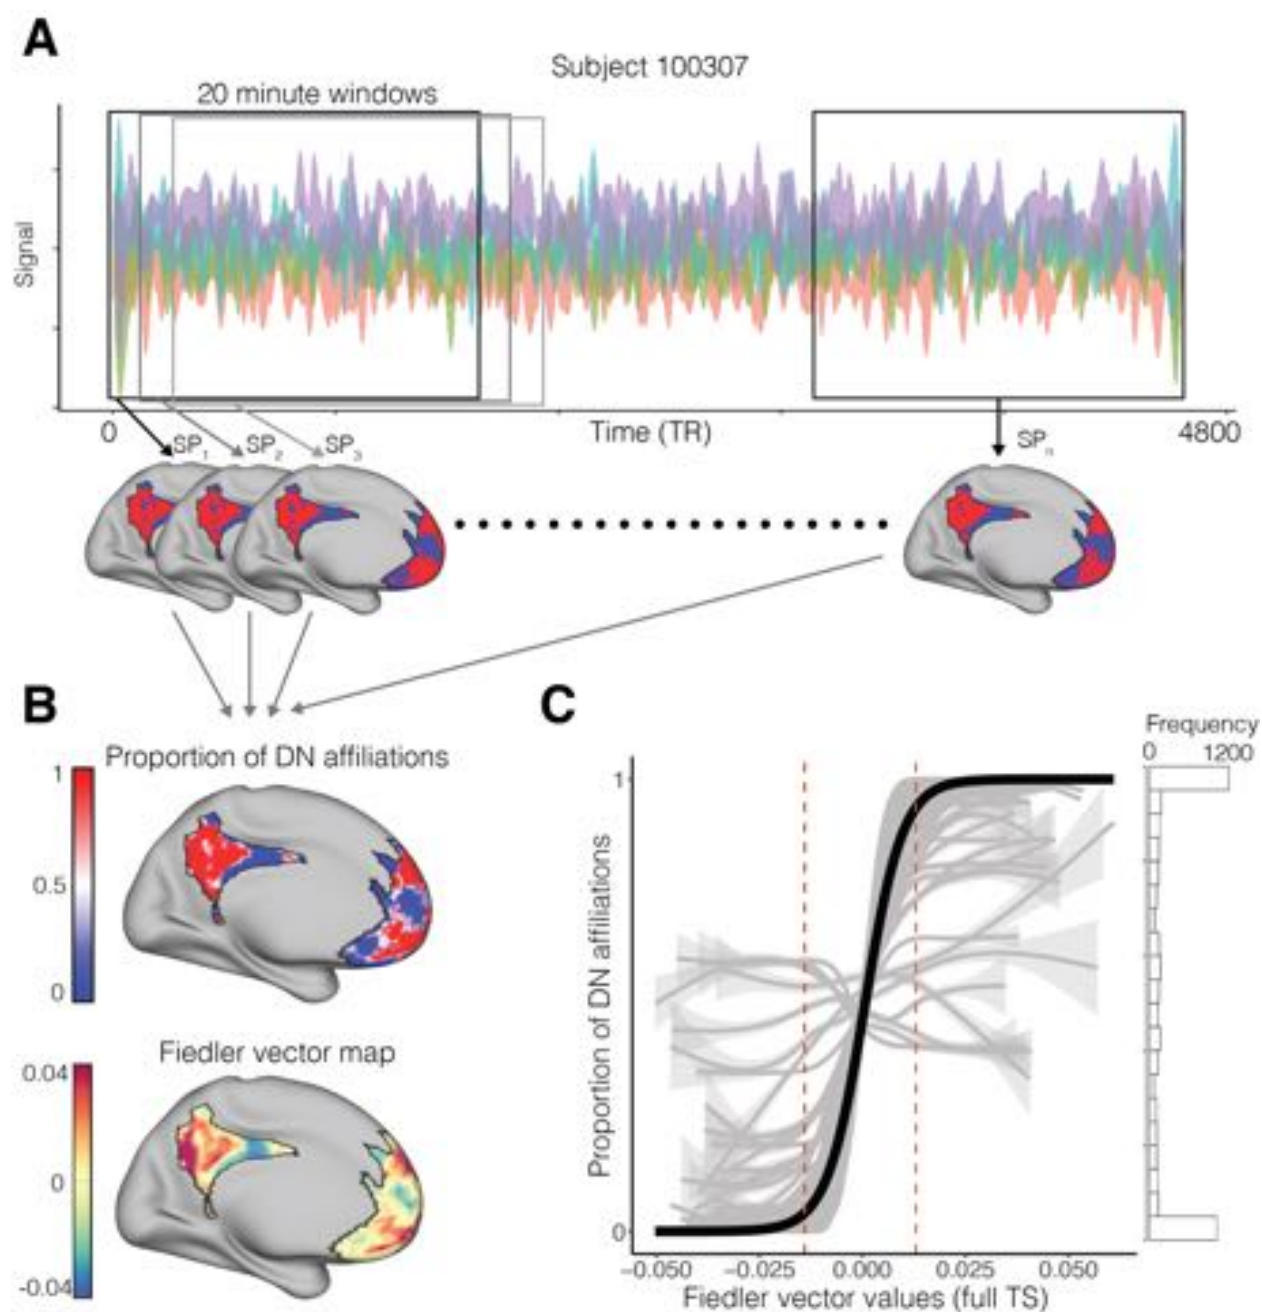 A
Subject 100307
20 minute windows
Signal
0
Time (TR)
4800
SP1
SP2
SP3
SPn
B
Proportion of DN affiliations
1
0.5
0
Fiedler vector map
0.04
0
-0.04
C
Frequency
0 1200
Proportion of DN affiliations
1
0
−0.050 −0.025 0.000 0.025 0.050
Fiedler vector values (full TS)